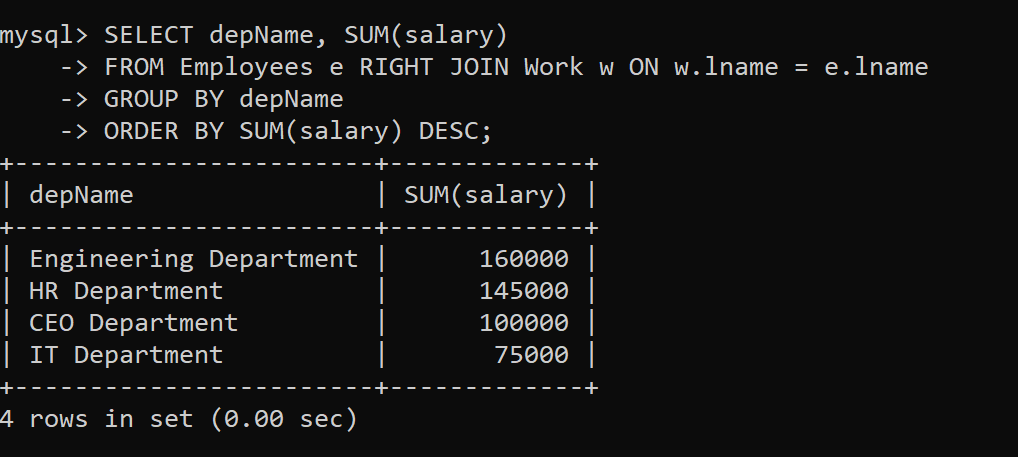 mysql> SELECT depName, SUM(salary)
    -> FROM Employees e RIGHT JOIN Work w ON w.lname = e.lname
    -> GROUP BY depName
    -> ORDER BY SUM(salary) DESC;
+------------------------+-------------+
| depName                | SUM(salary) |
+------------------------+-------------+
| Engineering Department |      160000 |
| HR Department          |      145000 |
| CEO Department         |      100000 |
| IT Department          |       75000 |
+------------------------+-------------+
4 rows in set (0.00 sec)